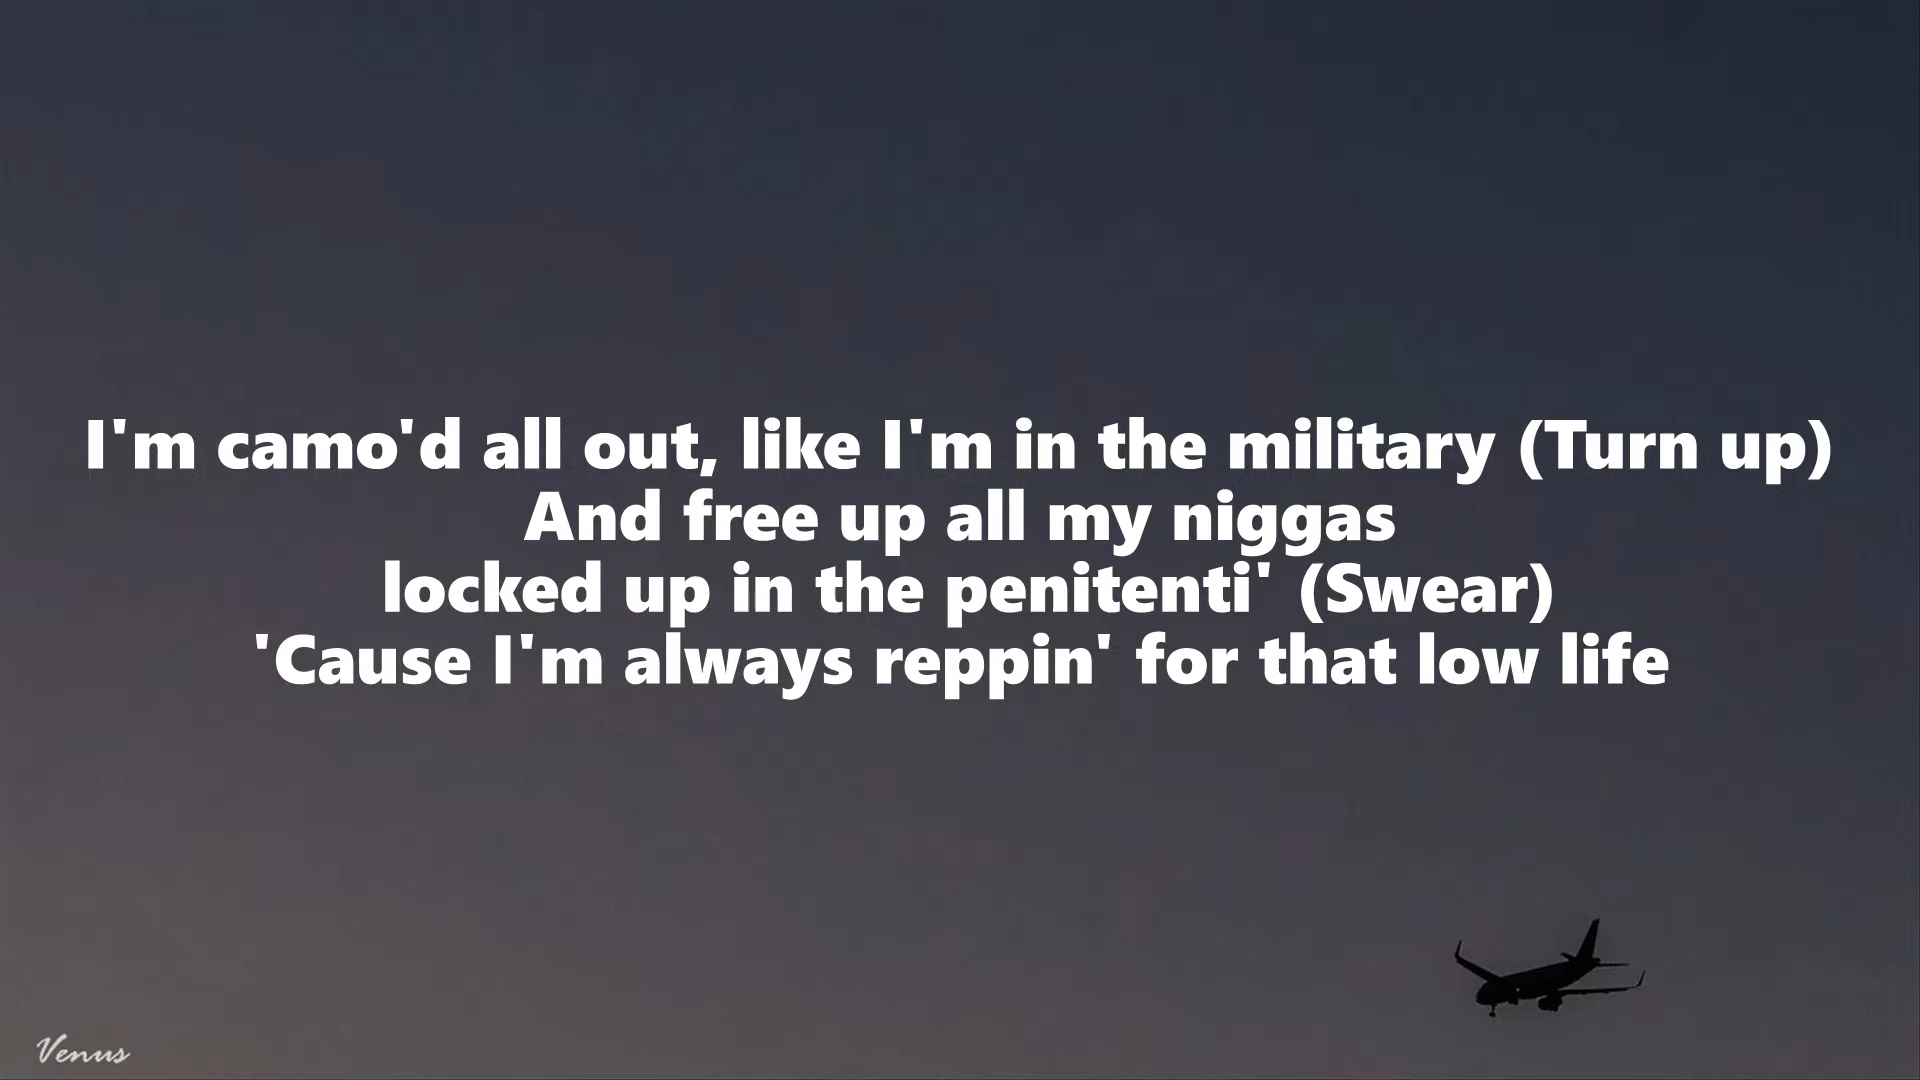 I'm camo'd all out, like I'm in the military (Turn up)
And free up all my niggas
locked up in the penitenti' (Swear)
'Cause I'm always reppin' for that low life
Venus